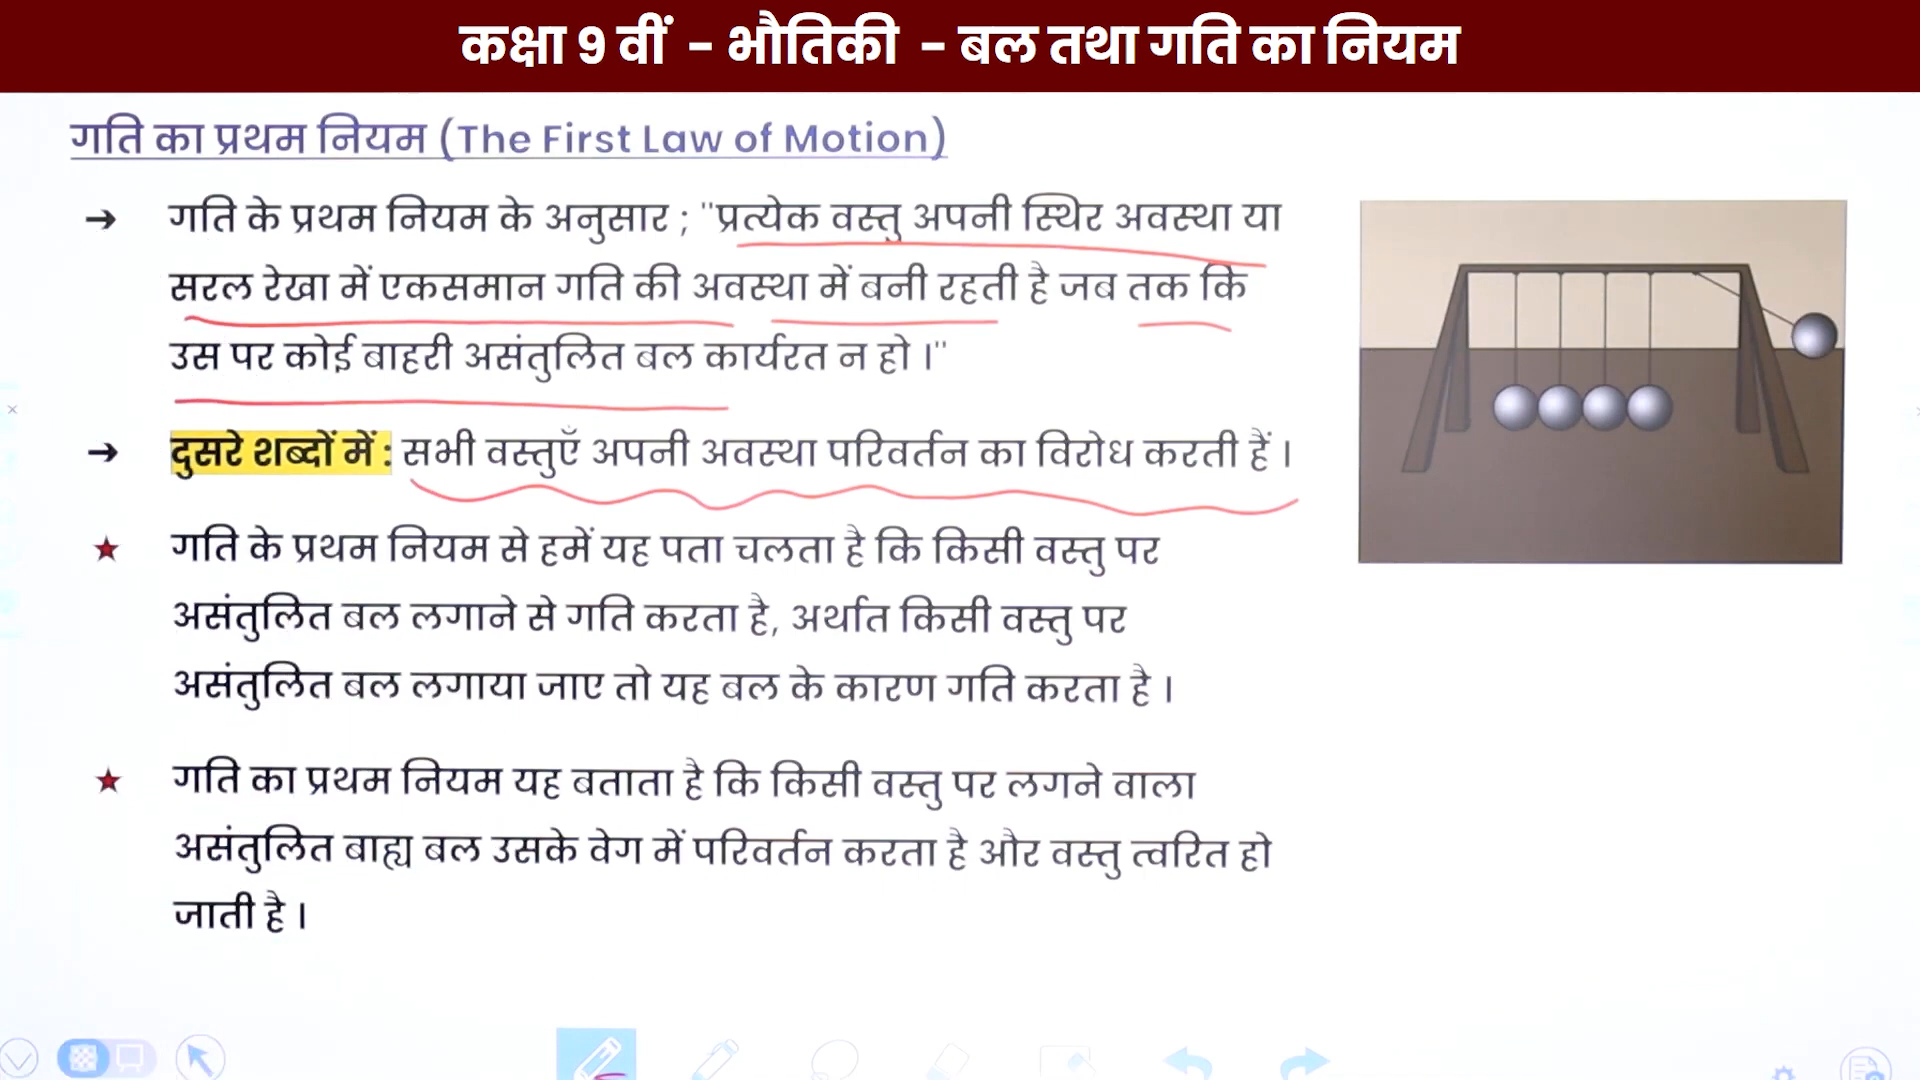 कक्षा 9 वीं - भौतिकी - बल तथा गति का नियम
गति का प्रथम नियम (The First Law of Motion)
➔ गति के प्रथम नियम के अनुसार ; "प्रत्येक वस्तु अपनी स्थिर अवस्था या
सरल रेखा में एकसमान गति की अवस्था में बनी रहती है जब तक कि
उस पर कोई बाहरी असंतुलित बल कार्यरत न हो ।"
➔ दुसरे शब्दों में : सभी वस्तुएँ अपनी अवस्था परिवर्तन का विरोध करती हैं ।
★ गति के प्रथम नियम से हमें यह पता चलता है कि किसी वस्तु पर
असंतुलित बल लगाने से गति करता है, अर्थात किसी वस्तु पर
असंतुलित बल लगाया जाए तो यह बल के कारण गति करता है ।
★ गति का प्रथम नियम यह बताता है कि किसी वस्तु पर लगने वाला
असंतुलित बाह्य बल उसके वेग में परिवर्तन करता है और वस्तु त्वरित हो
जाती है ।